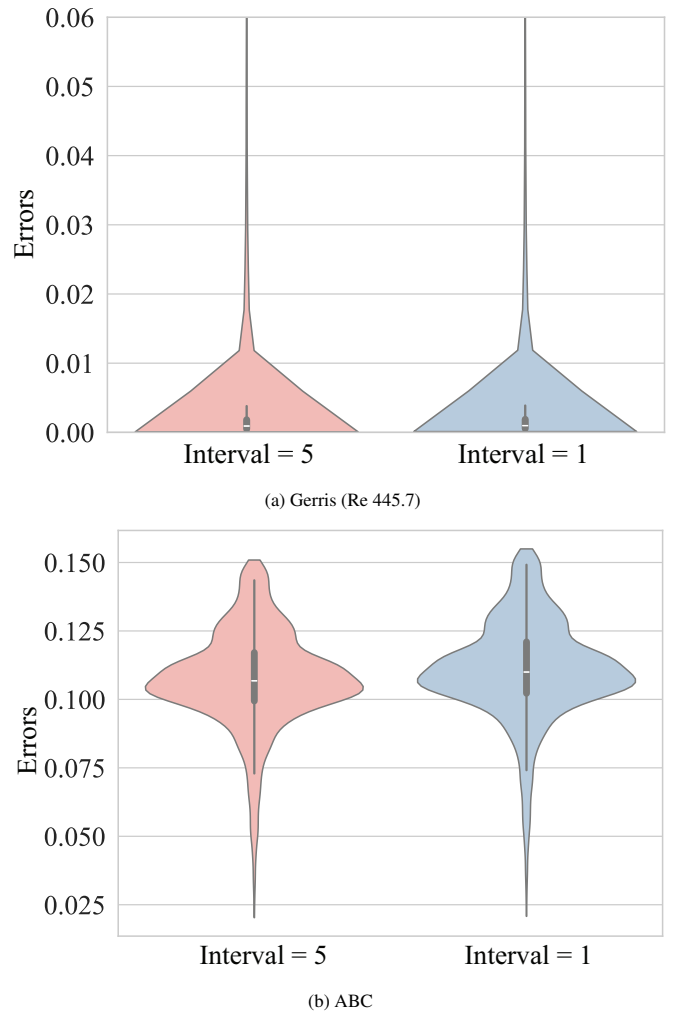 0.06
0.05
0.04
0.03
0.02
0.01
0.00
Errors
Interval = 5 Interval = 1
(a) Gerris (Re 445.7)
0.150
0.125
0.100
0.075
0.050
0.025
Errors
Interval = 5 Interval = 1
(b) ABC